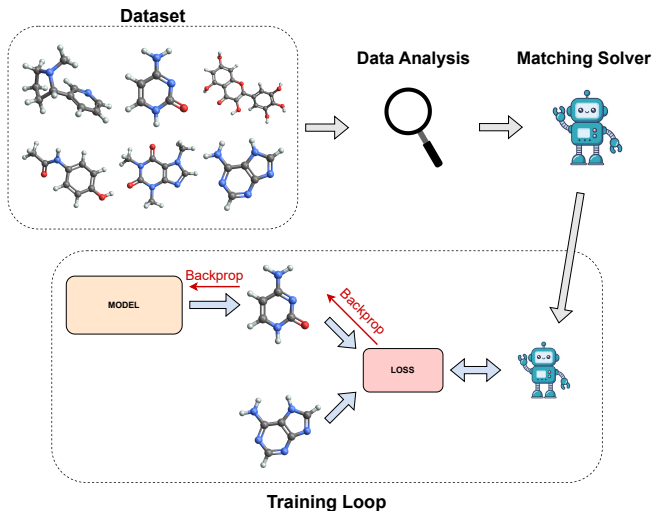 Dataset
Data Analysis
Matching Solver
Backprop
MODEL
Backprop
LOSS
Training Loop